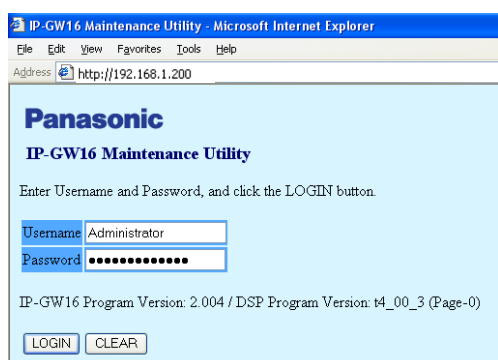 IP-GW16 Maintenance Utility - Microsoft Internet Explorer
File Edit View Favorites Tools Help
Address http://192.168.1.200
Panasonic
IP-GW16 Maintenance Utility
Enter Username and Password, and click the LOGIN button.
Username Administrator
Password ●●●●●●●●●●●●●
IP-GW16 Program Version: 2.004 / DSP Program Version: t4_00_3 (Page-0)
LOGIN CLEAR